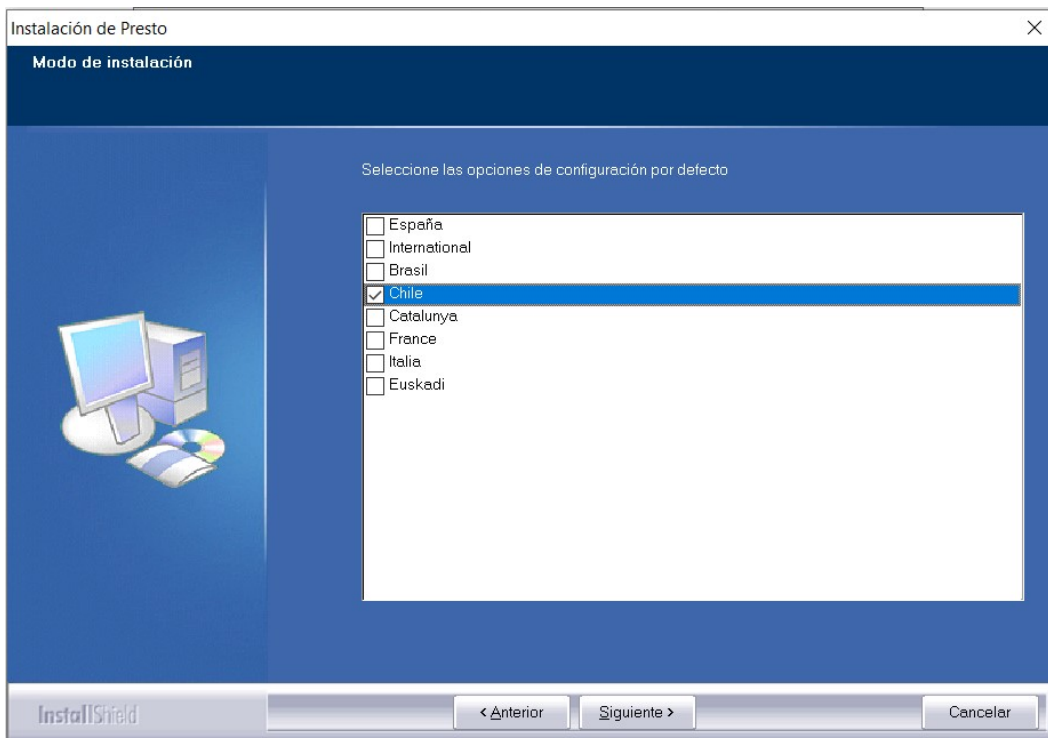 Instalación de Presto
Modo de instalación
Seleccione las opciones de configuración por defecto
España
International
Brasil
Chile
Catalunya
France
Italia
Euskadi
InstallShield
< Anterior
Siguiente >
Cancelar